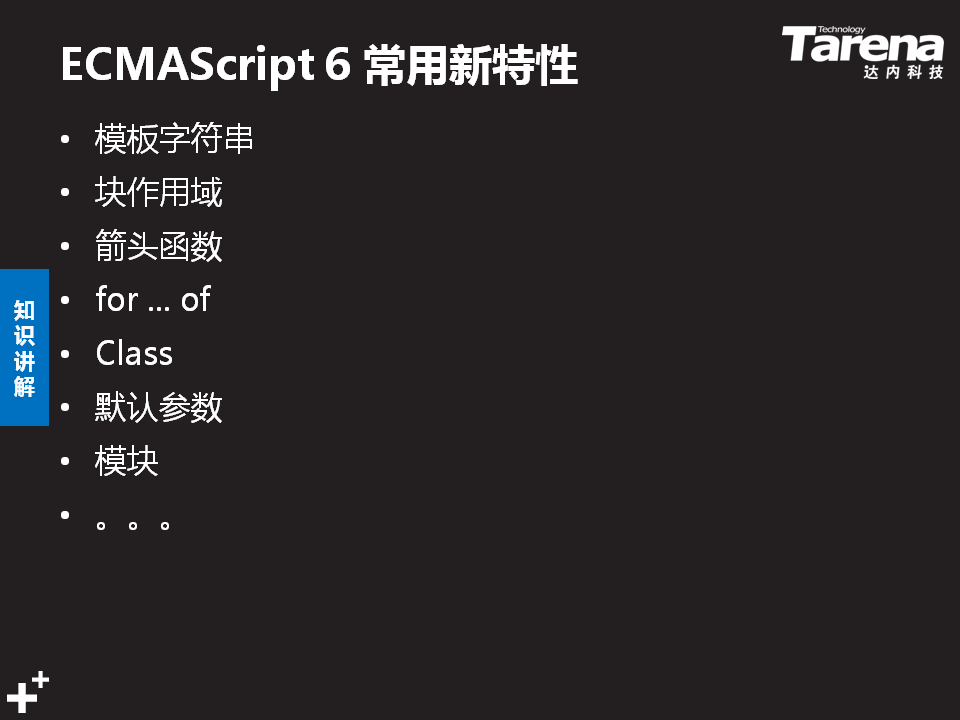 ECMAScript 6 常用新特性
Technology
Tarena
达内科技
• 模板字符串
• 块作用域
• 箭头函数
• for ... of
• Class
• 默认参数
• 模块
• 。。。
知识讲解